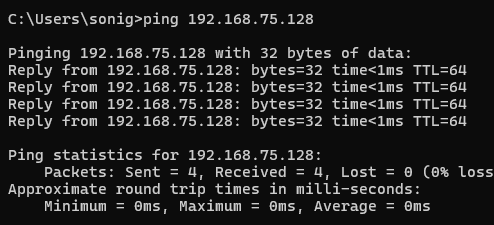 C:\Users\sonig>ping 192.168.75.128
Pinging 192.168.75.128 with 32 bytes of data:
Reply from 192.168.75.128: bytes=32 time<1ms TTL=64
Reply from 192.168.75.128: bytes=32 time<1ms TTL=64
Reply from 192.168.75.128: bytes=32 time<1ms TTL=64
Reply from 192.168.75.128: bytes=32 time<1ms TTL=64
Ping statistics for 192.168.75.128:
Packets: Sent = 4, Received = 4, Lost = 0 (0% loss
Approximate round trip times in milli-seconds:
Minimum = 0ms, Maximum = 0ms, Average = 0ms